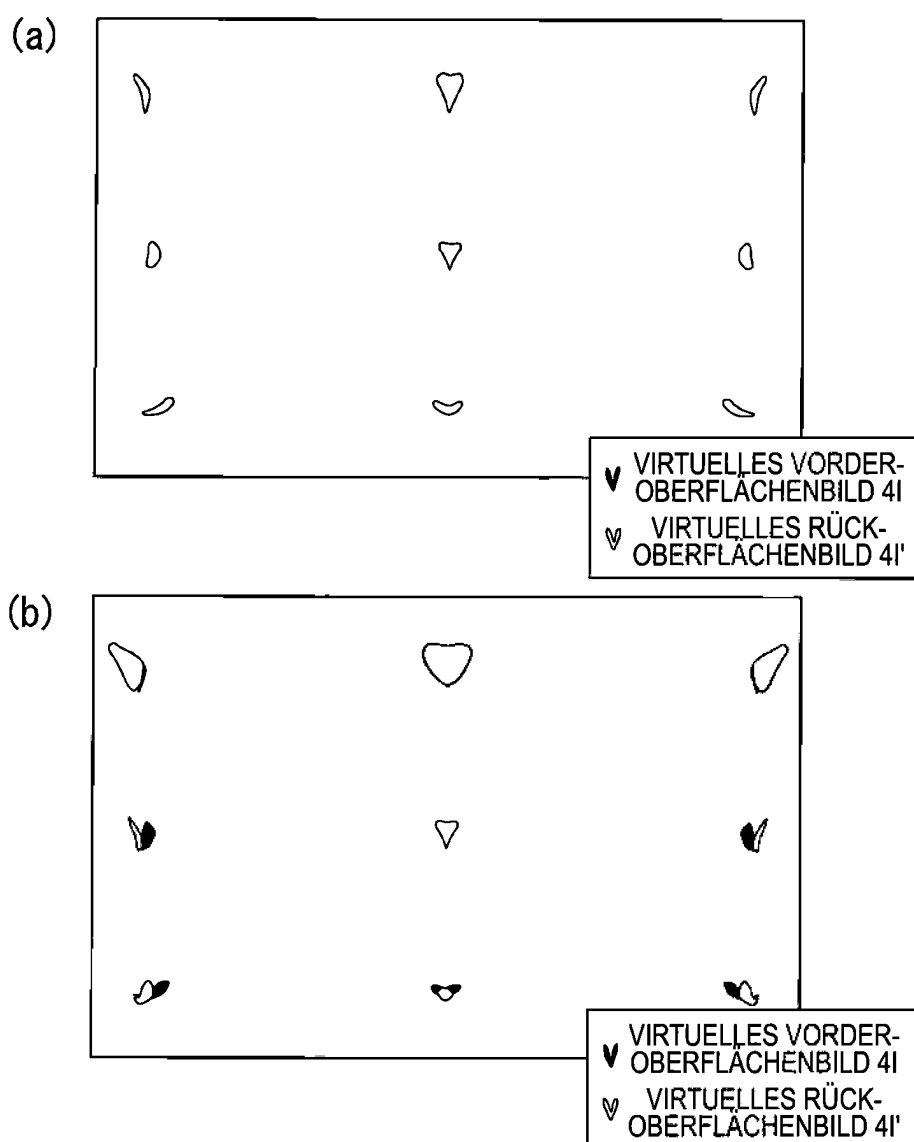 (a)
VIRTUELLES VORDER-
OBERFLÄCHENBILD 4I
VIRTUELLES RÜCK-
OBERFLÄCHENBILD 4I'
(b)
VIRTUELLES VORDER-
OBERFLÄCHENBILD 4I
VIRTUELLES RÜCK-
OBERFLÄCHENBILD 4I'